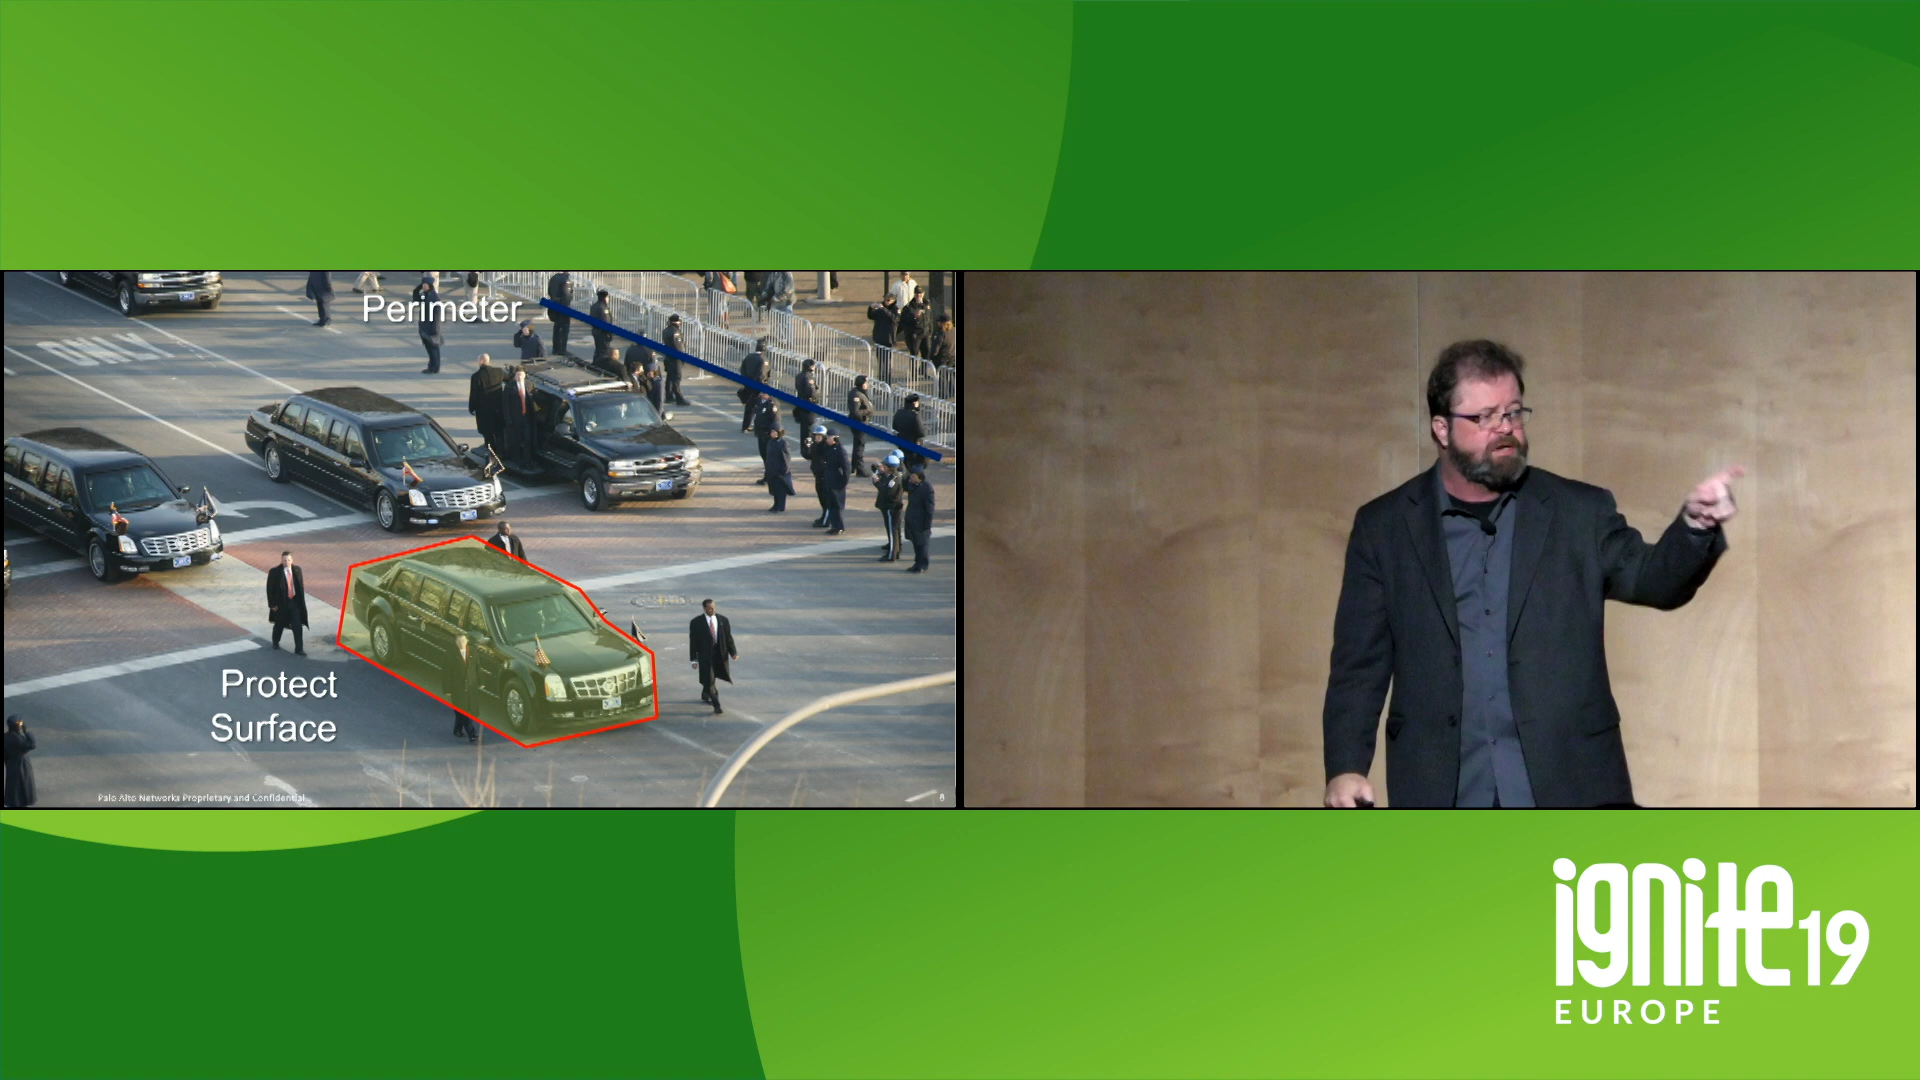 Perimeter
ONLY
Protect
Surface
Palo Alto Networks Proprietary and Confidential
8
ignite19
EUROPE